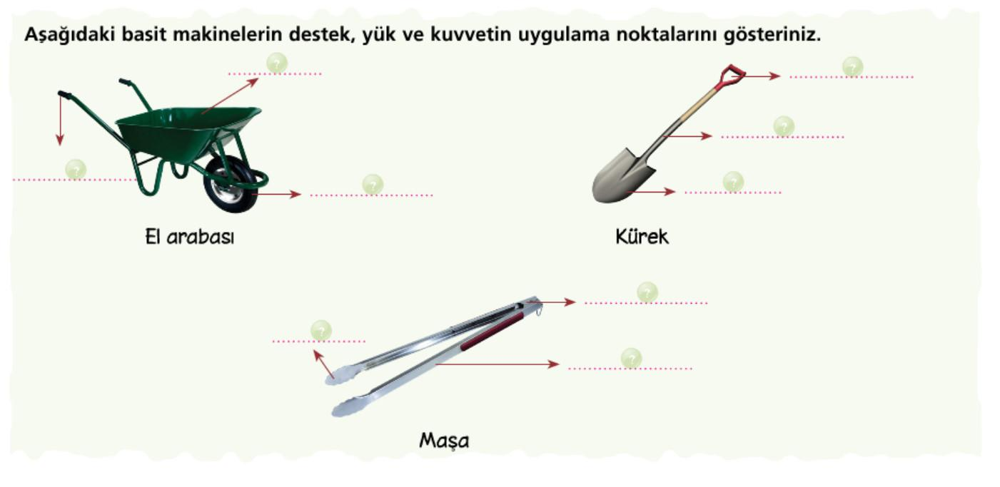 Aşağıdaki basit makinelerin destek, yük ve kuvvetin uygulama noktalarını gösteriniz.
?
?
?
?
?
?
El arabası
Kürek
?
?
?
Maşa